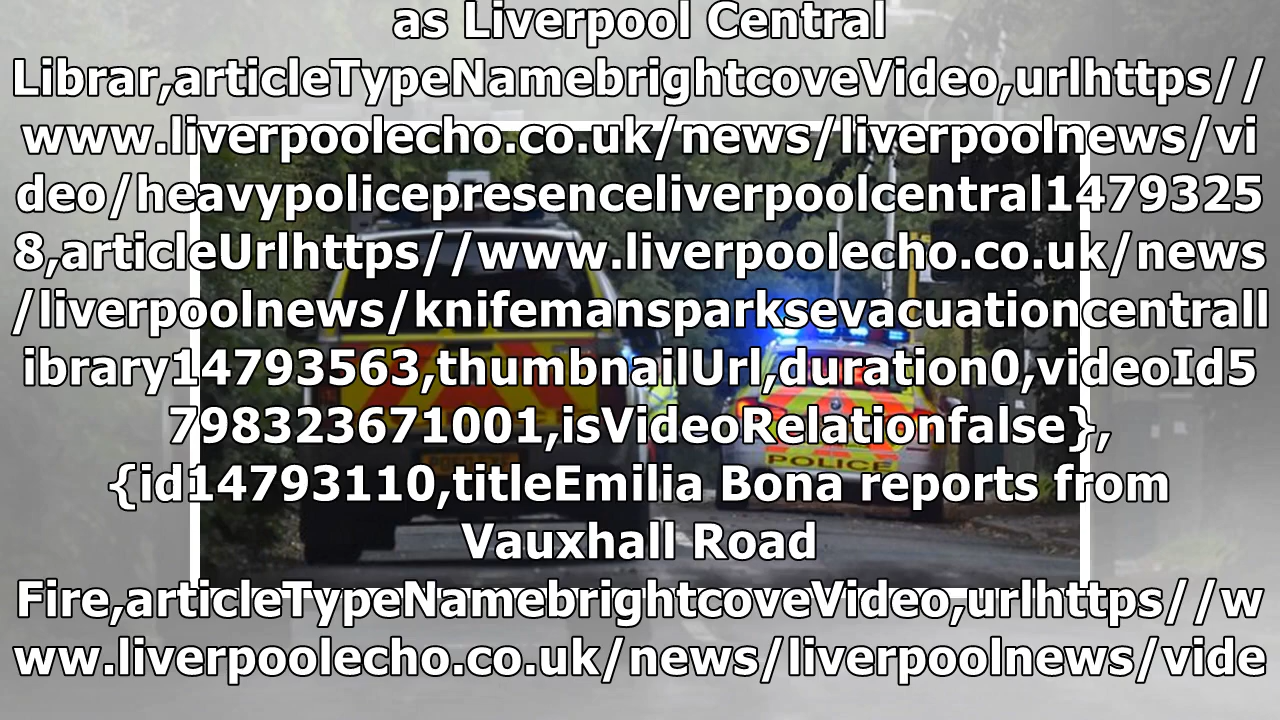 as Liverpool Central
Librar,articleTypeNamebrightcoveVideo,urlhttps//
www.liverpoolecho.co.uk/news/liverpoolnews/vi
deo/heavypolicepresenceliverpoolcentral1479325
8,articleUrlhttps//www.liverpoolecho.co.uk/news
/liverpoolnews/knifemansparksevacuationcentrall
ibrary14793563,thumbnailUrl,duration0,videoId5
798323671001,isVideoRelationfalse},
{id14793110,titleEmilia Bona reports from
Vauxhall Road
Fire,articleTypeNamebrightcoveVideo,urlhttps//w
ww.liverpoolecho.co.uk/news/liverpoolnews/vide
POLICE